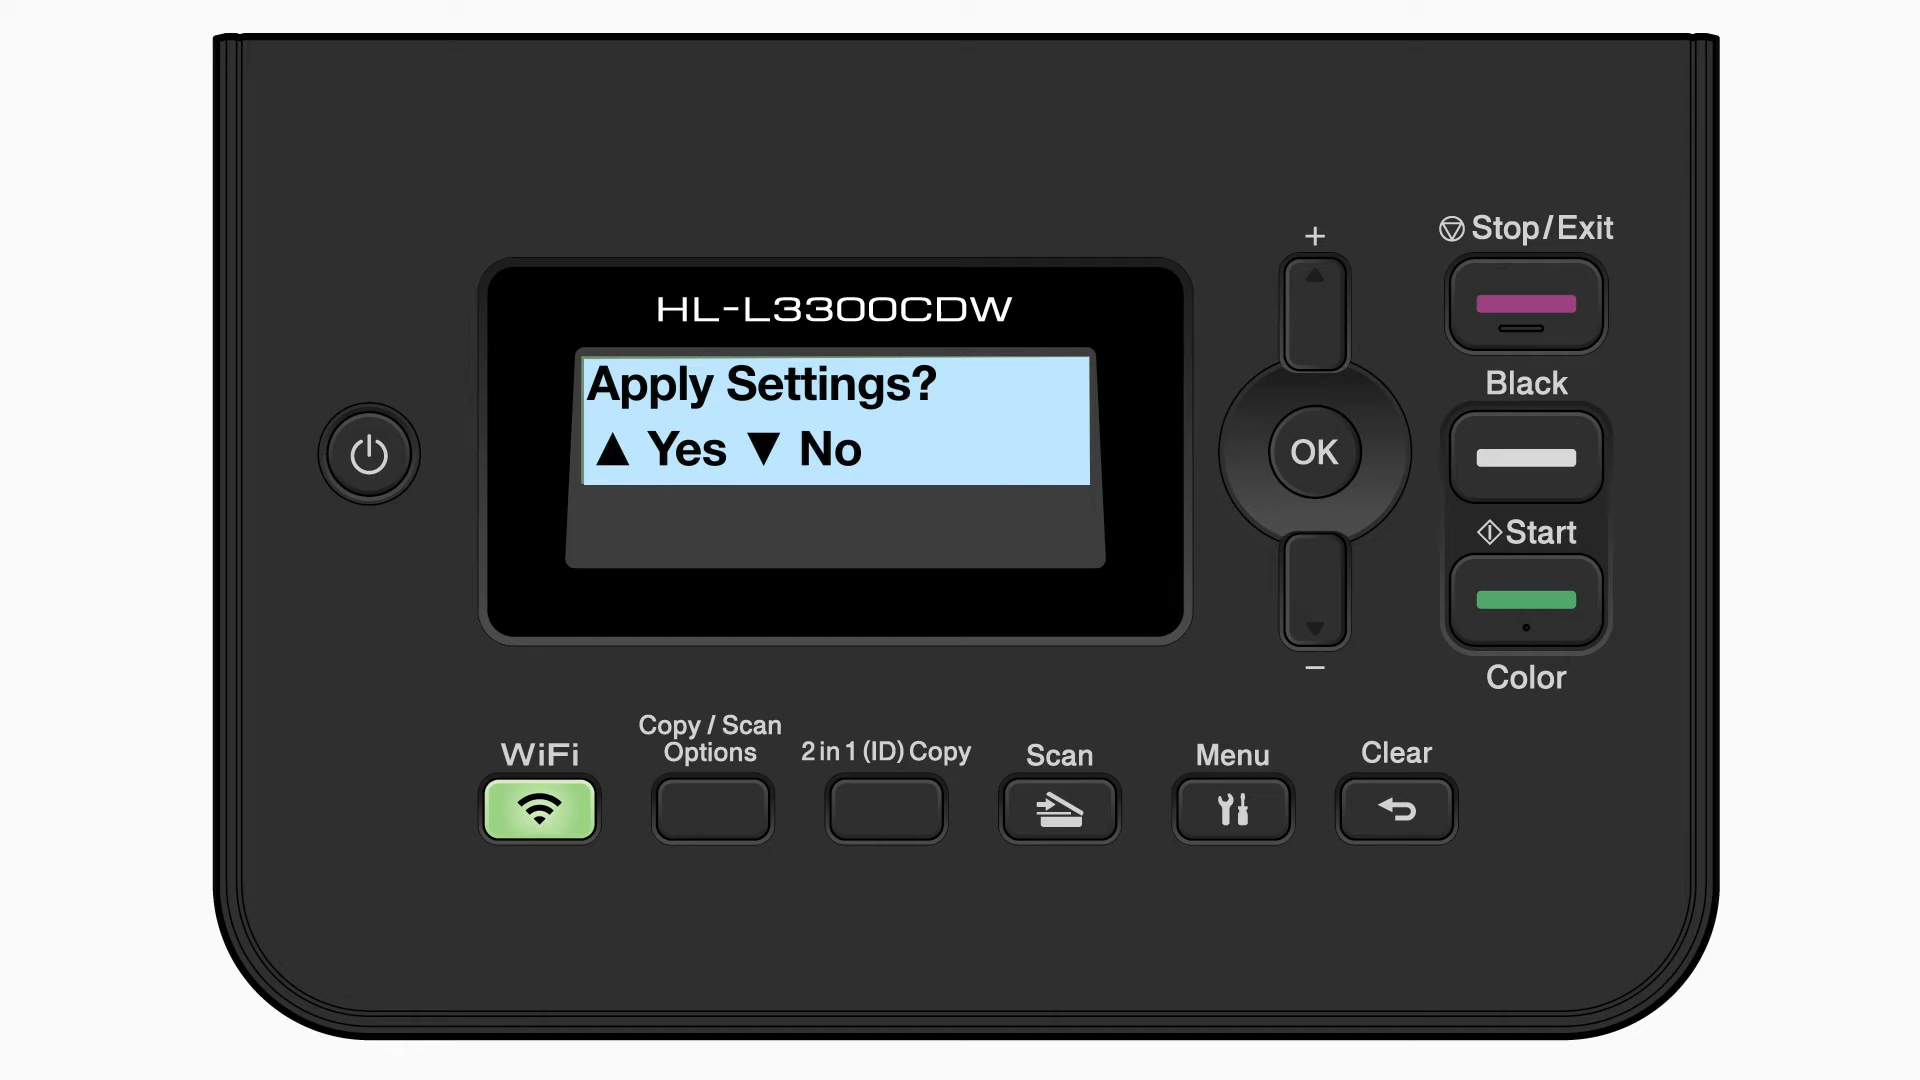 HL-L3300CDW
Apply Settings?
▲ Yes ▼ No
+
OK
−
Stop/Exit
Black
Start
Color
WiFi
Copy / Scan
Options
2 in 1 (ID) Copy
Scan
Menu
Clear